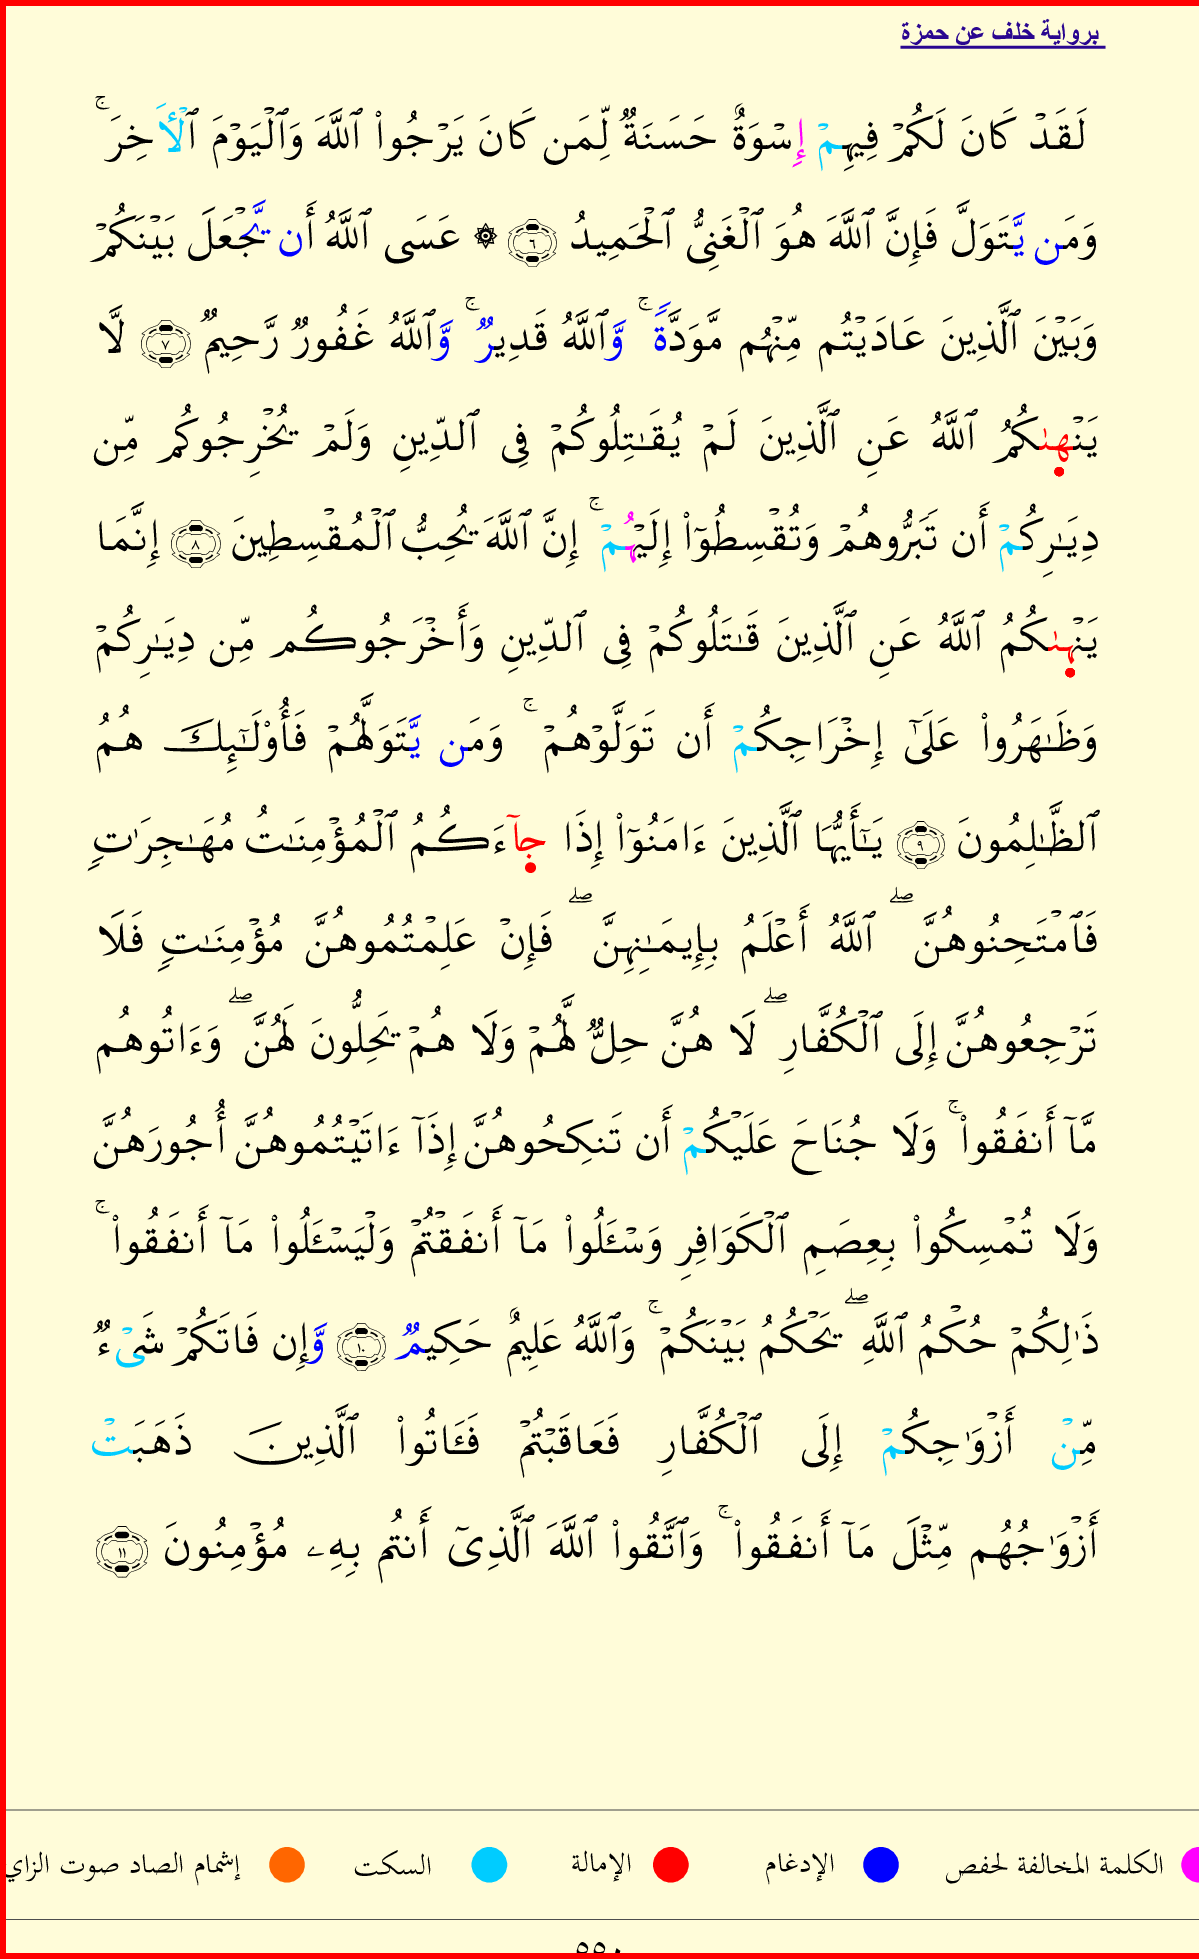 برواية خلف عن حمزة
لَقَدْ كَانَ لَكُمْ فِيهِمْ إِسْوَةٌ حَسَنَةٌ لِّمَن كَانَ يَرْجُوا۟ ٱللَّهَ وَٱلْيَوْمَ ٱلْأَخِرَ ۚ
وَمَن يَّتَوَلَّ فَإِنَّ ٱللَّهَ هُوَ ٱلْغَنِىُّ ٱلْحَمِيدُ ٦ ۞ عَسَى ٱللَّهُ أَن يَّجْعَلَ بَيْنَكُمْ
وَبَيْنَ ٱلَّذِينَ عَادَيْتُم مِّنْهُم مَّوَدَّةً ۚ وَّٱللَّهُ قَدِيرٌ ۚ وَّٱللَّهُ غَفُورٌ رَّحِيمٌ ٧ لَّا
يَنْهىٰكُمُ ٱللَّهُ عَنِ ٱلَّذِينَ لَمْ يُقَـٰتِلُوكُمْ فِى ٱلدِّينِ وَلَمْ يُخْرِجُوكُم مِّن
دِيَـٰرِكُمْ أَن تَبَرُّوهُمْ وَتُقْسِطُوٓا۟ إِلَيْهُمْ ۚ إِنَّ ٱللَّهَ يُحِبُّ ٱلْمُقْسِطِينَ ٨ إِنَّمَا
يَنْهىٰكُمُ ٱللَّهُ عَنِ ٱلَّذِينَ قَـٰتَلُوكُمْ فِى ٱلدِّينِ وَأَخْرَجُوكُم مِّن دِيَـٰرِكُمْ
وَظَـٰهَرُوا۟ عَلَىٰٓ إِخْرَاجِكُمْ أَن تَوَلَّوْهُمْ ۚ وَمَن يَّتَوَلَّهُمْ فَأُو۟لَـٰٓئِكَ هُمُ
ٱلظَّـٰلِمُونَ ٩ يَـٰٓأَيُّهَا ٱلَّذِينَ ءَامَنُوٓا۟ إِذَا جآءَكُمُ ٱلْمُؤْمِنَـٰتُ مُهَـٰجِرَٰتٍ
فَٱمْتَحِنُوهُنَّ ۖ ٱللَّهُ أَعْلَمُ بِإِيمَـٰنِهِنَّ ۖ فَإِنْ عَلِمْتُمُوهُنَّ مُؤْمِنَـٰتٍ فَلَا
تَرْجِعُوهُنَّ إِلَى ٱلْكُفَّارِ ۖ لَا هُنَّ حِلٌّ لَّهُمْ وَلَا هُمْ يَحِلُّونَ لَهُنَّ ۖ وَءَاتُوهُم
مَّآ أَنفَقُوا۟ ۚ وَلَا جُنَاحَ عَلَيْكُمْ أَن تَنكِحُوهُنَّ إِذَآ ءَاتَيْتُمُوهُنَّ أُجُورَهُنَّ
وَلَا تُمْسِكُوا۟ بِعِصَمِ ٱلْكَوَافِرِ وَسْـَٔلُوا۟ مَآ أَنفَقْتُمْ وَلْيَسْـَٔلُوا۟ مَآ أَنفَقُوا۟ ۚ
ذَٰلِكُمْ حُكْمُ ٱللَّهِ ۖ يَحْكُمُ بَيْنَكُمْ ۚ وَٱللَّهُ عَلِيمٌ حَكِيمٌ ١٠ وَّإِن فَاتَكُمْ شَىْءٌ
مِّنْ أَزْوَٰجِكُمْ إِلَى ٱلْكُفَّارِ فَعَاقَبْتُمْ فَـَٔاتُوا۟ ٱلَّذِينَ ذَهَبَتْ
أَزْوَٰجُهُم مِّثْلَ مَآ أَنفَقُوا۟ ۚ وَٱتَّقُوا۟ ٱللَّهَ ٱلَّذِىٓ أَنتُم بِهِۦ مُؤْمِنُونَ ١١
الكلمة المخالفة لحفص الإدغام الإمالة السكت إشمام الصاد صوت الزاي
٥٥٠